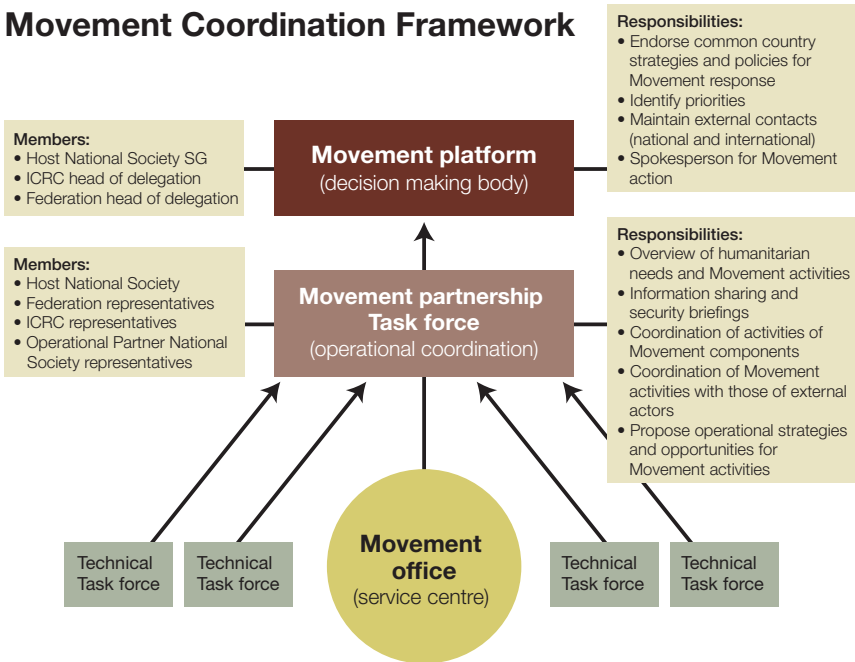 Movement Coordination Framework
Responsibilities:
• Endorse common country
strategies and policies for
Movement response
• Identify priorities
• Maintain external contacts
(national and international)
• Spokesperson for Movement
action
Members:
• Host National Society SG
• ICRC head of delegation
• Federation head of delegation
Movement platform
(decision making body)
Members:
• Host National Society
• Federation representatives
• ICRC representatives
• Operational Partner National
Society representatives
Movement partnership
Task force
(operational coordination)
Responsibilities:
• Overview of humanitarian
needs and Movement activities
• Information sharing and
security briefings
• Coordination of activities of
Movement components
• Coordination of Movement
activities with those of external
actors
• Propose operational strategies
and opportunities for
Movement activities
Technical
Task force
Technical
Task force
Movement
office
(service centre)
Technical
Task force
Technical
Task force